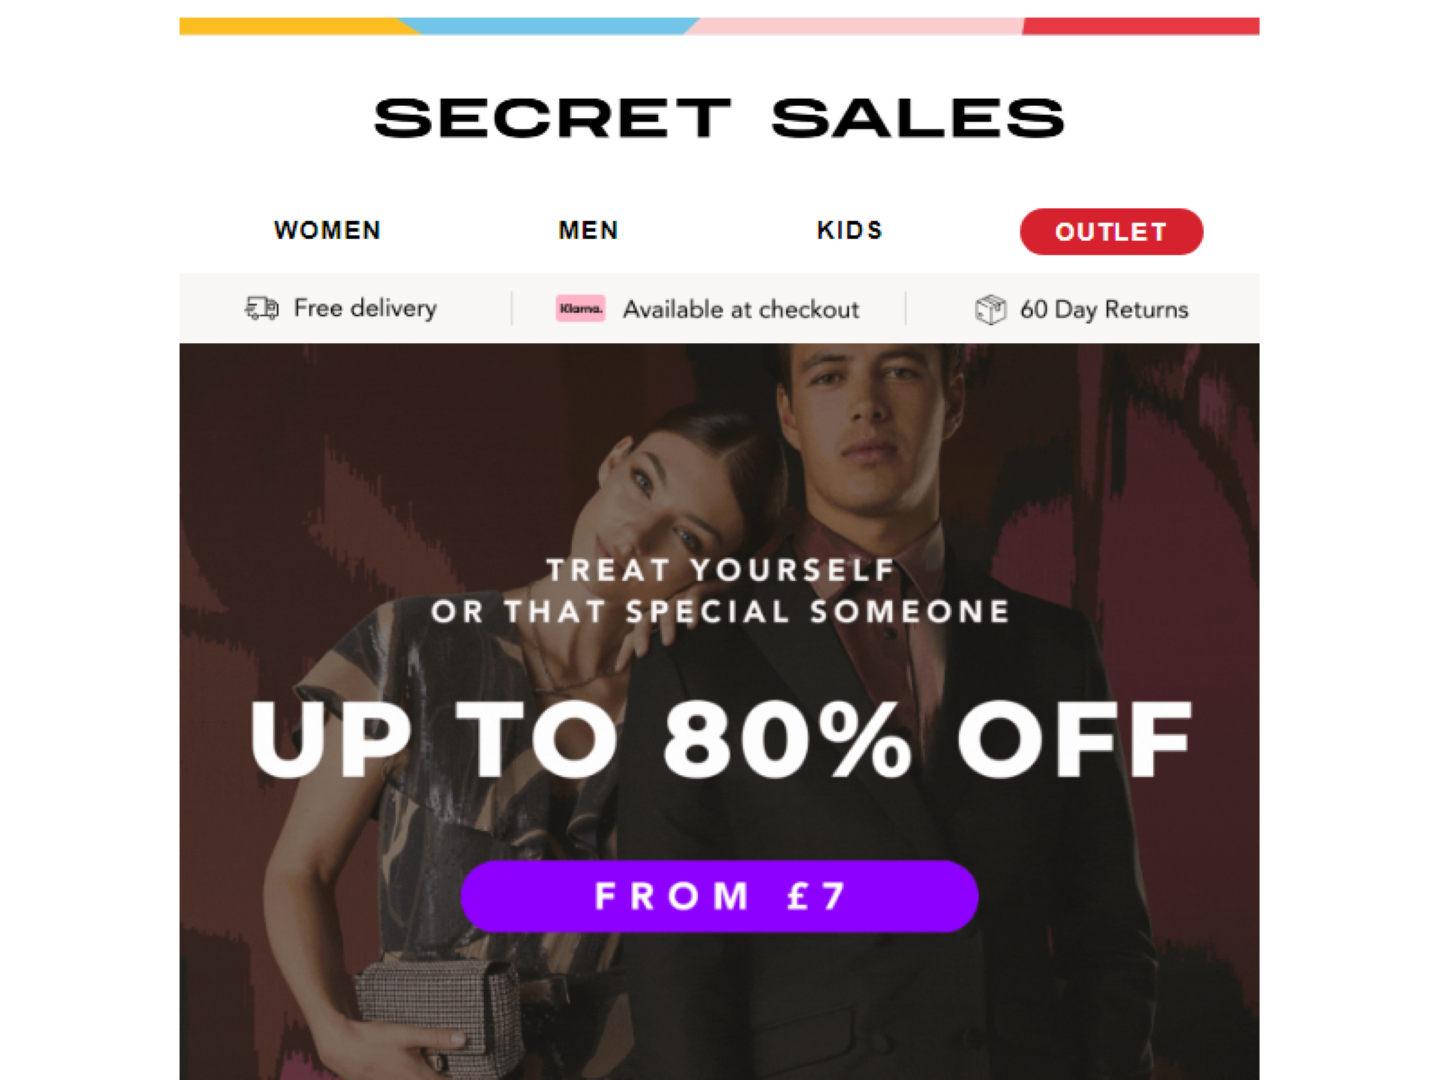 SECRET SALES
WOMEN MEN KIDS OUTLET
Free delivery Klarna. Available at checkout 60 Day Returns
TREAT YOURSELF
OR THAT SPECIAL SOMEONE
UP TO 80% OFF
FROM £7